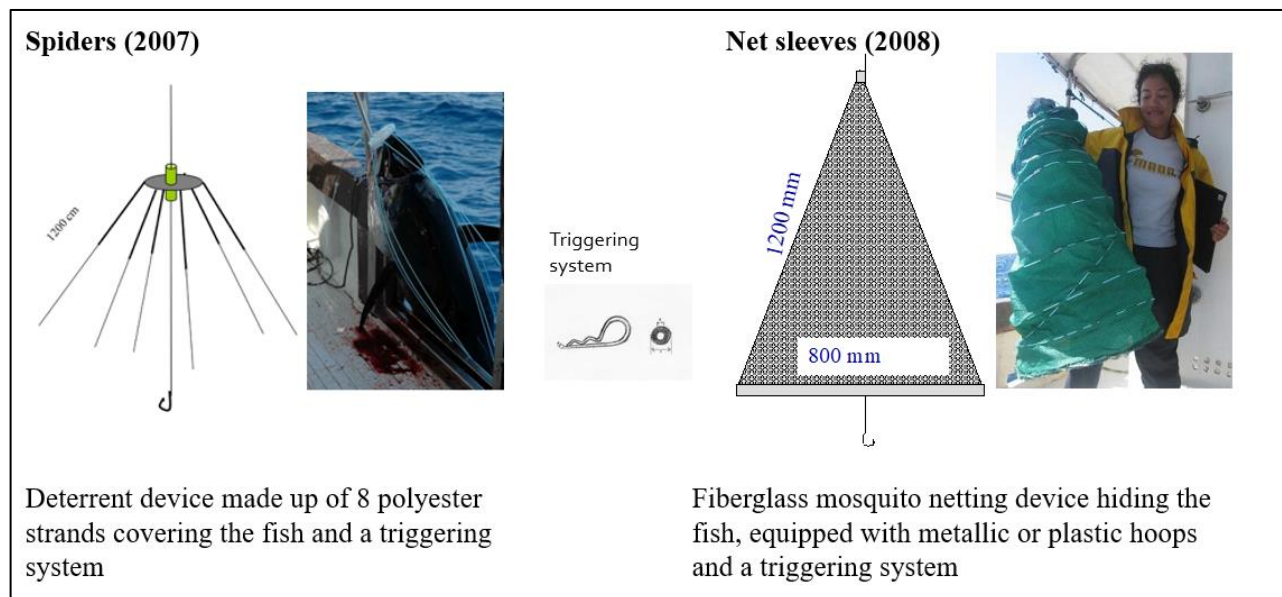 Spiders (2007)
Net sleeves (2008)
1200 cm
Triggering
system
1200 mm
800 mm
Deterrent device made up of 8 polyester
strands covering the fish and a triggering
system
Fiberglass mosquito netting device hiding the
fish, equipped with metallic or plastic hoops
and a triggering system